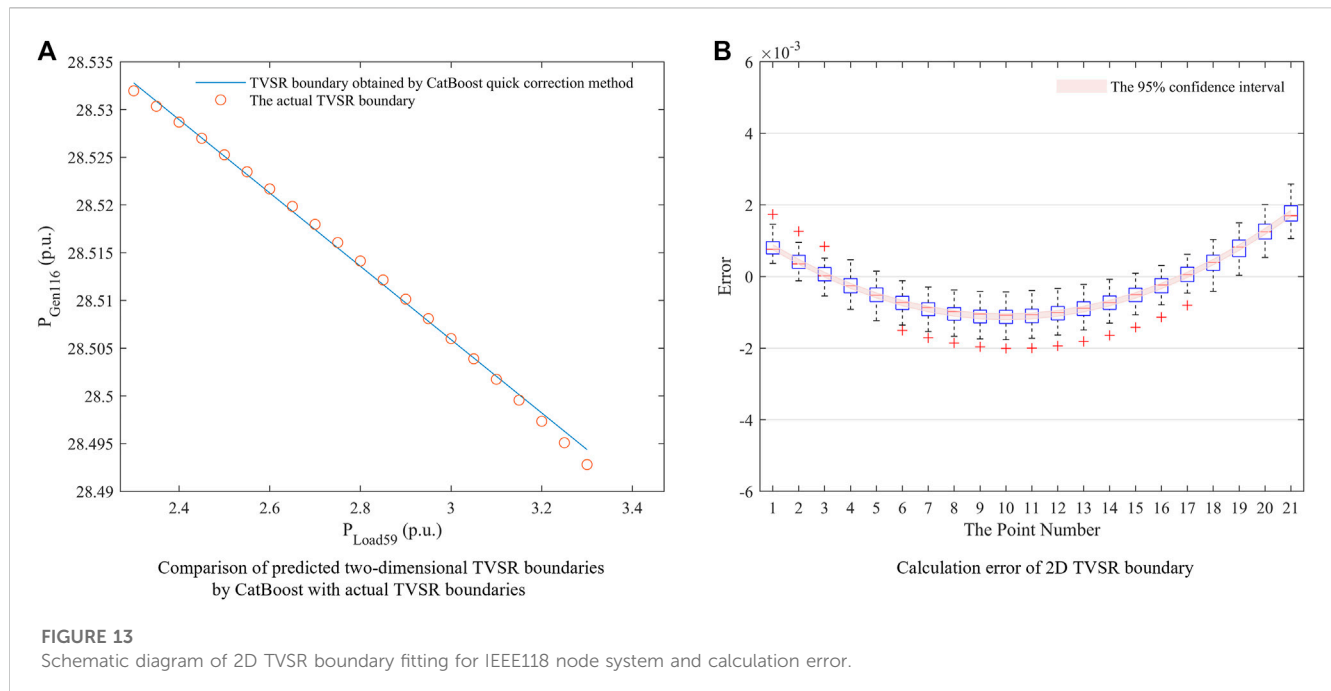 A
28.535
28.53
28.525
28.52
28.515
28.51
28.505
28.5
28.495
28.49
P_Gen116 (p.u.)
TVSR boundary obtained by CatBoost quick correction method
The actual TVSR boundary
2.4 2.6 2.8 3 3.2 3.4
P_Load59 (p.u.)
Comparison of predicted two-dimensional TVSR boundaries
by CatBoost with actual TVSR boundaries
B
×10⁻³
6
4
2
0
-2
-4
-6
Error
The 95% confidence interval
1 2 3 4 5 6 7 8 9 10 11 12 13 14 15 16 17 18 19 20 21
The Point Number
Calculation error of 2D TVSR boundary
FIGURE 13
Schematic diagram of 2D TVSR boundary fitting for IEEE118 node system and calculation error.